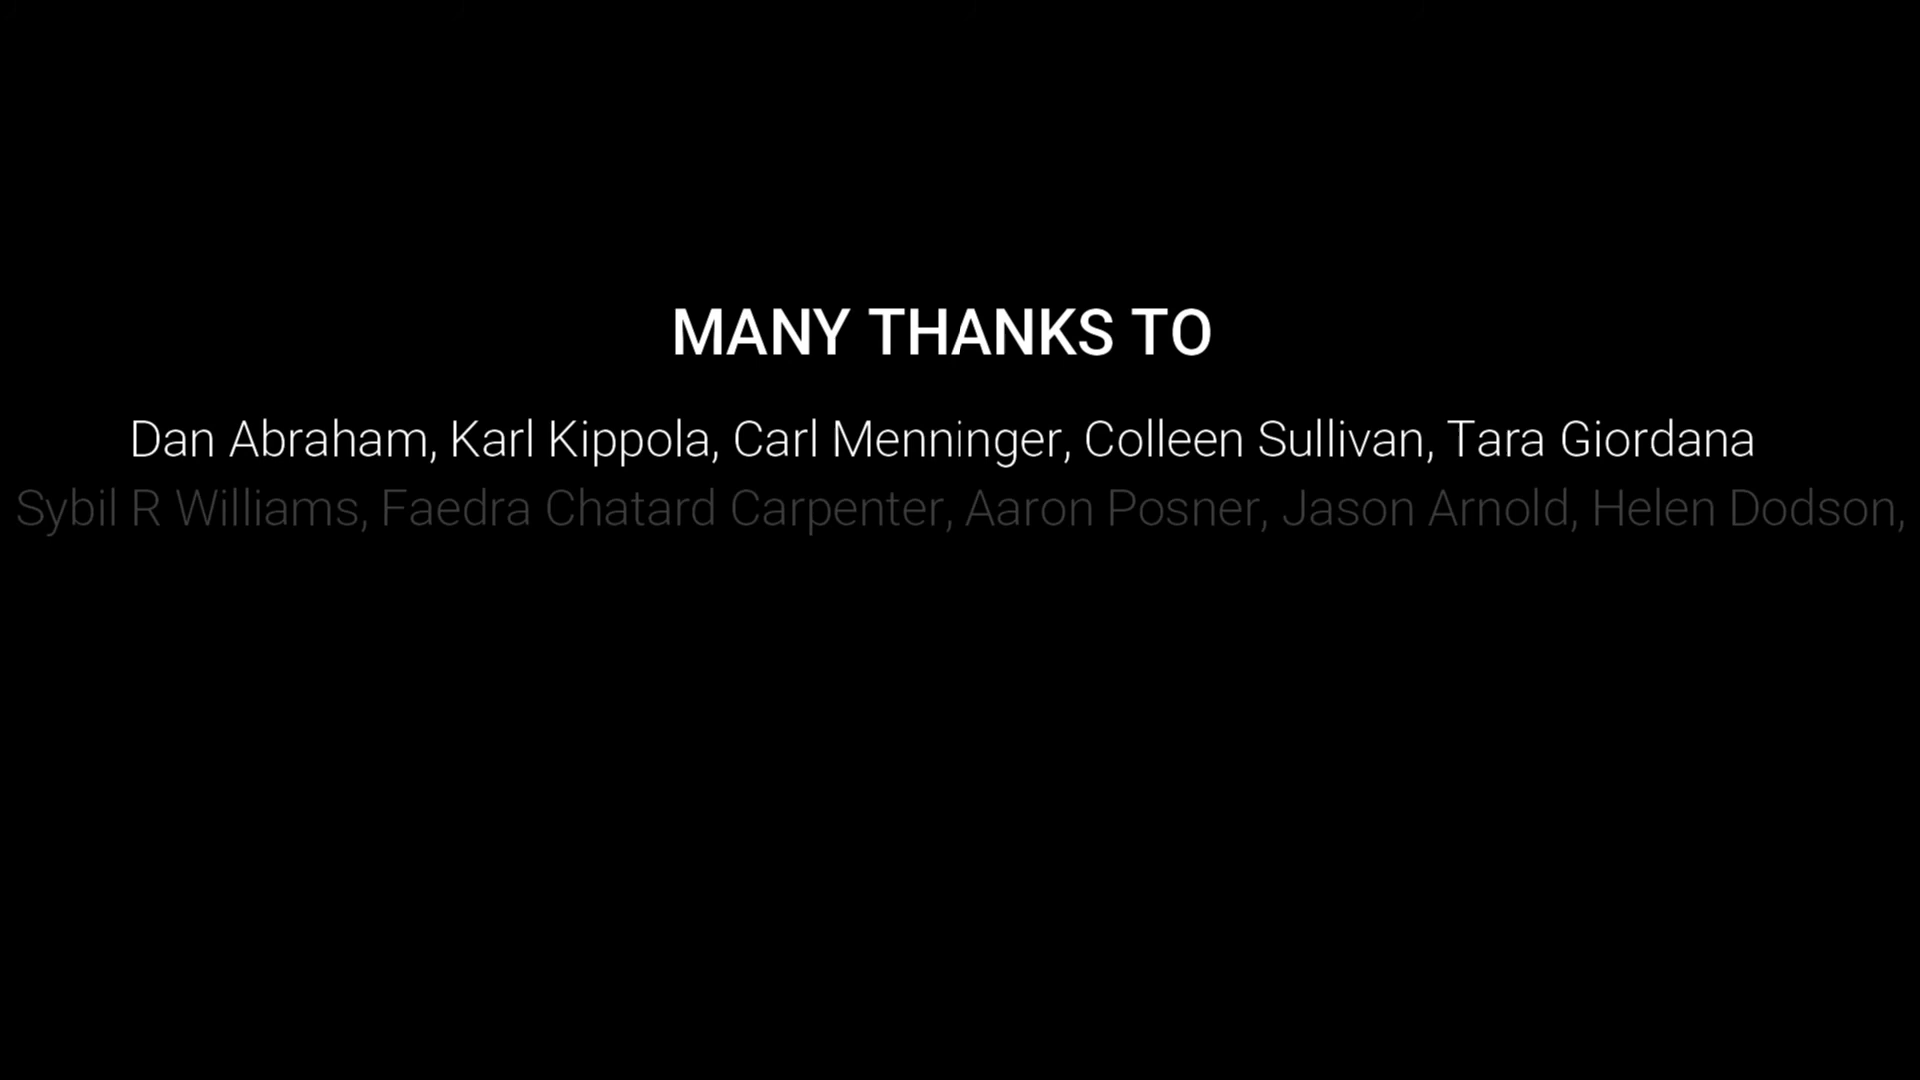 MANY THANKS TO
Dan Abraham, Karl Kippola, Carl Menninger, Colleen Sullivan, Tara Giordana
Sybil R Williams, Faedra Chatard Carpenter, Aaron Posner, Jason Arnold, Helen Dodson,